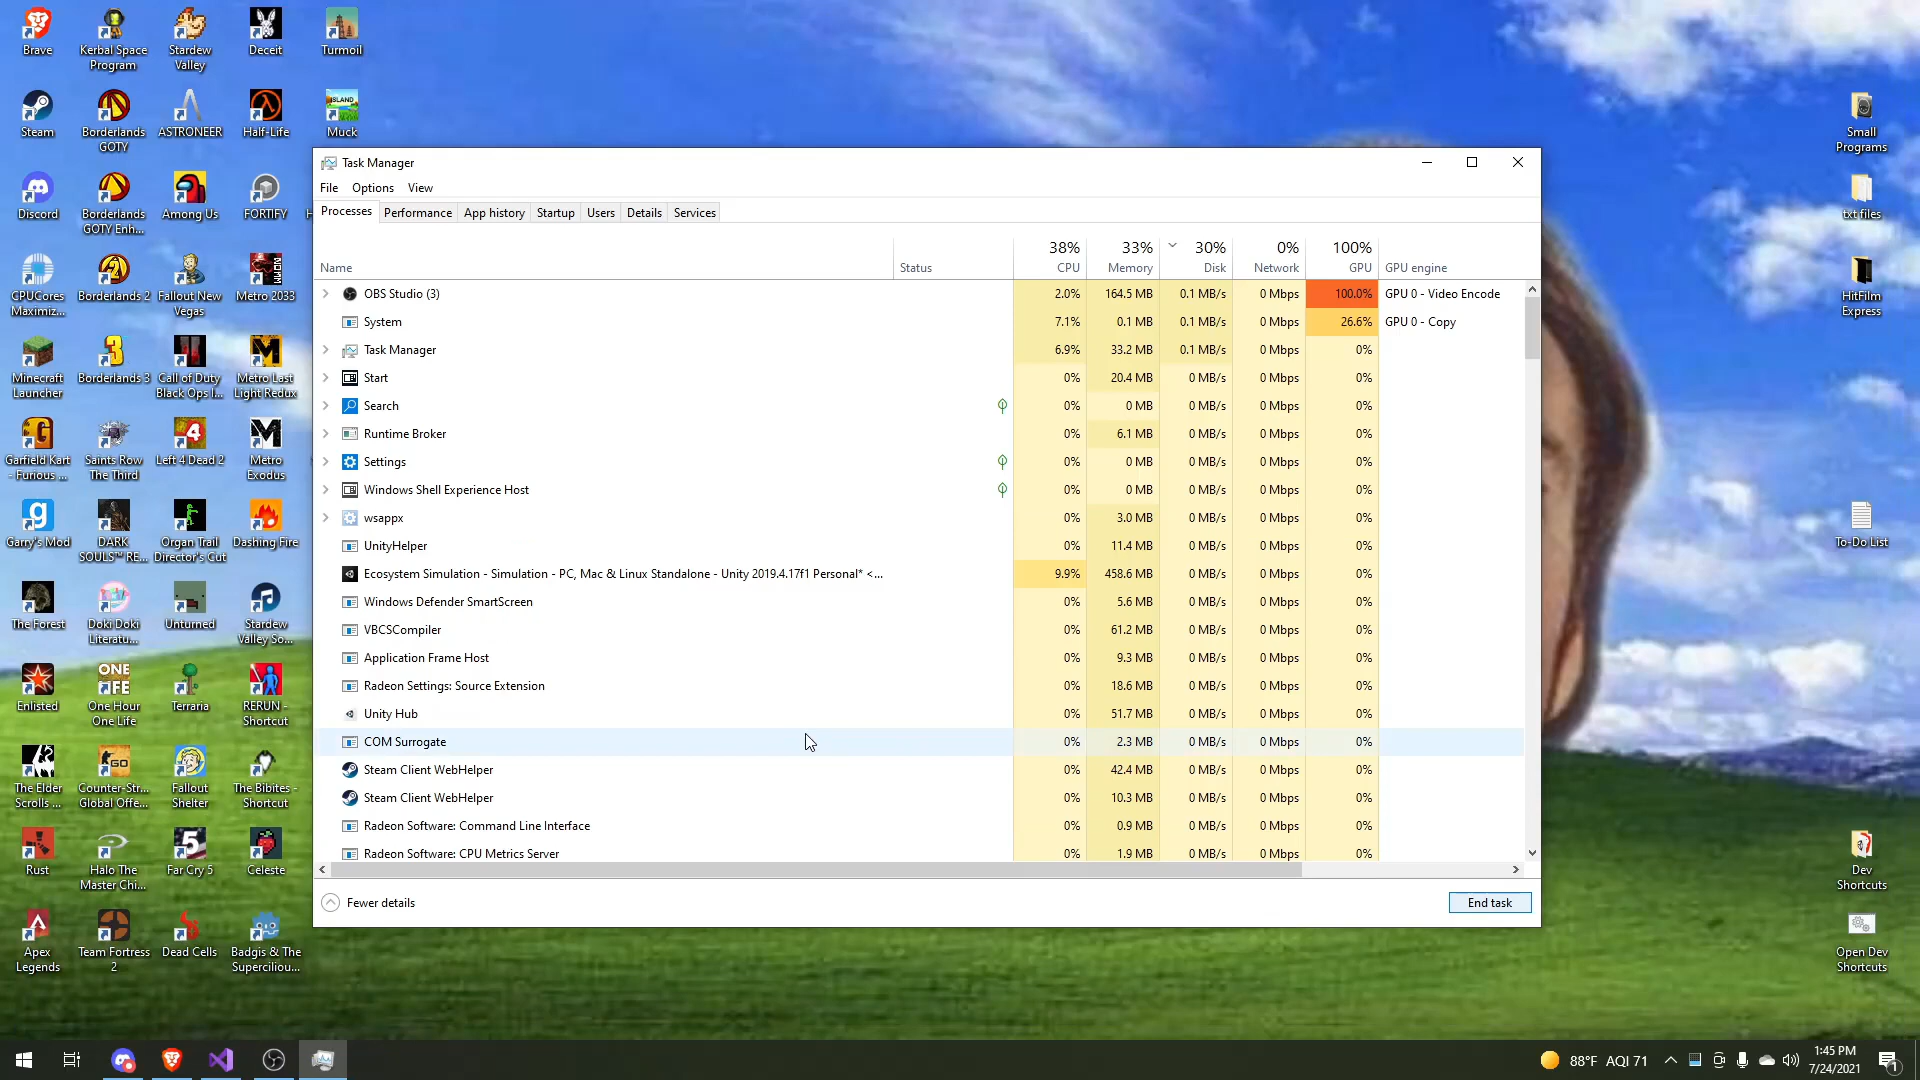 Brave
Kerbal Space
Program
Stardew
Valley
Deceit
Turmoil
Steam
Borderlands
GOTY
ASTRONEER
Half-Life
Muck
Discord
Borderlands
GOTY Enh...
Among Us
FORTIFY
H
CPUCores
Maximiz...
Borderlands 2
Fallout New
Vegas
Metro 2033
Minecraft
Launcher
Borderlands 3
Call of Duty
Black Ops I...
Metro Last
Light Redux
Garfield Kart
- Furious ...
Saints Row
The Third
Left 4 Dead 2
Metro
Exodus
Garry's Mod
DARK
SOULS™ RE...
Organ Trail
Director's Cut
Dashing Fire
The Forest
Doki Doki
Literatu...
Unturned
Stardew
Valley So...
Enlisted
ONE
LIFE
One Hour
One Life
Terraria
RERUN -
Shortcut
The Elder
Scrolls ...
GO
Counter-Str...
Global Offe...
Fallout
Shelter
The Bibites -
Shortcut
Rust
Halo The
Master Chi...
Far Cry 5
Celeste
Apex
Legends
Team Fortress
2
Dead Cells
Badgis & The
Superciliou...
Task Manager
File Options View
Processes Performance App history Startup Users Details Services
38% 33% 30% 0% 100%
Name Status CPU Memory Disk Network GPU GPU engine
OBS Studio (3) 2.0% 164.5 MB 0.1 MB/s 0 Mbps 100.0% GPU 0 - Video Encode
System 7.1% 0.1 MB 0.1 MB/s 0 Mbps 26.6% GPU 0 - Copy
Task Manager 6.9% 33.2 MB 0.1 MB/s 0 Mbps 0%
Start 0% 20.4 MB 0 MB/s 0 Mbps 0%
Search 0% 0 MB 0 MB/s 0 Mbps 0%
Runtime Broker 0% 6.1 MB 0 MB/s 0 Mbps 0%
Settings 0% 0 MB 0 MB/s 0 Mbps 0%
Windows Shell Experience Host 0% 0 MB 0 MB/s 0 Mbps 0%
wsappx 0% 3.0 MB 0 MB/s 0 Mbps 0%
UnityHelper 0% 11.4 MB 0 MB/s 0 Mbps 0%
Ecosystem Simulation - Simulation - PC, Mac & Linux Standalone - Unity 2019.4.17f1 Personal* <... 9.9% 458.6 MB 0 MB/s 0 Mbps 0%
Windows Defender SmartScreen 0% 5.6 MB 0 MB/s 0 Mbps 0%
VBCSCompiler 0% 61.2 MB 0 MB/s 0 Mbps 0%
Application Frame Host 0% 9.3 MB 0 MB/s 0 Mbps 0%
Radeon Settings: Source Extension 0% 18.6 MB 0 MB/s 0 Mbps 0%
Unity Hub 0% 51.7 MB 0 MB/s 0 Mbps 0%
COM Surrogate 0% 2.3 MB 0 MB/s 0 Mbps 0%
Steam Client WebHelper 0% 42.4 MB 0 MB/s 0 Mbps 0%
Steam Client WebHelper 0% 10.3 MB 0 MB/s 0 Mbps 0%
Radeon Software: Command Line Interface 0% 0.9 MB 0 MB/s 0 Mbps 0%
Radeon Software: CPU Metrics Server 0% 1.9 MB 0 MB/s 0 Mbps 0%
Fewer details
End task
Small
Programs
txt files
HitFilm
Express
To-Do List
Dev
Shortcuts
Open Dev
Shortcuts
88°F AQI 71
1:45 PM
7/24/2021
1